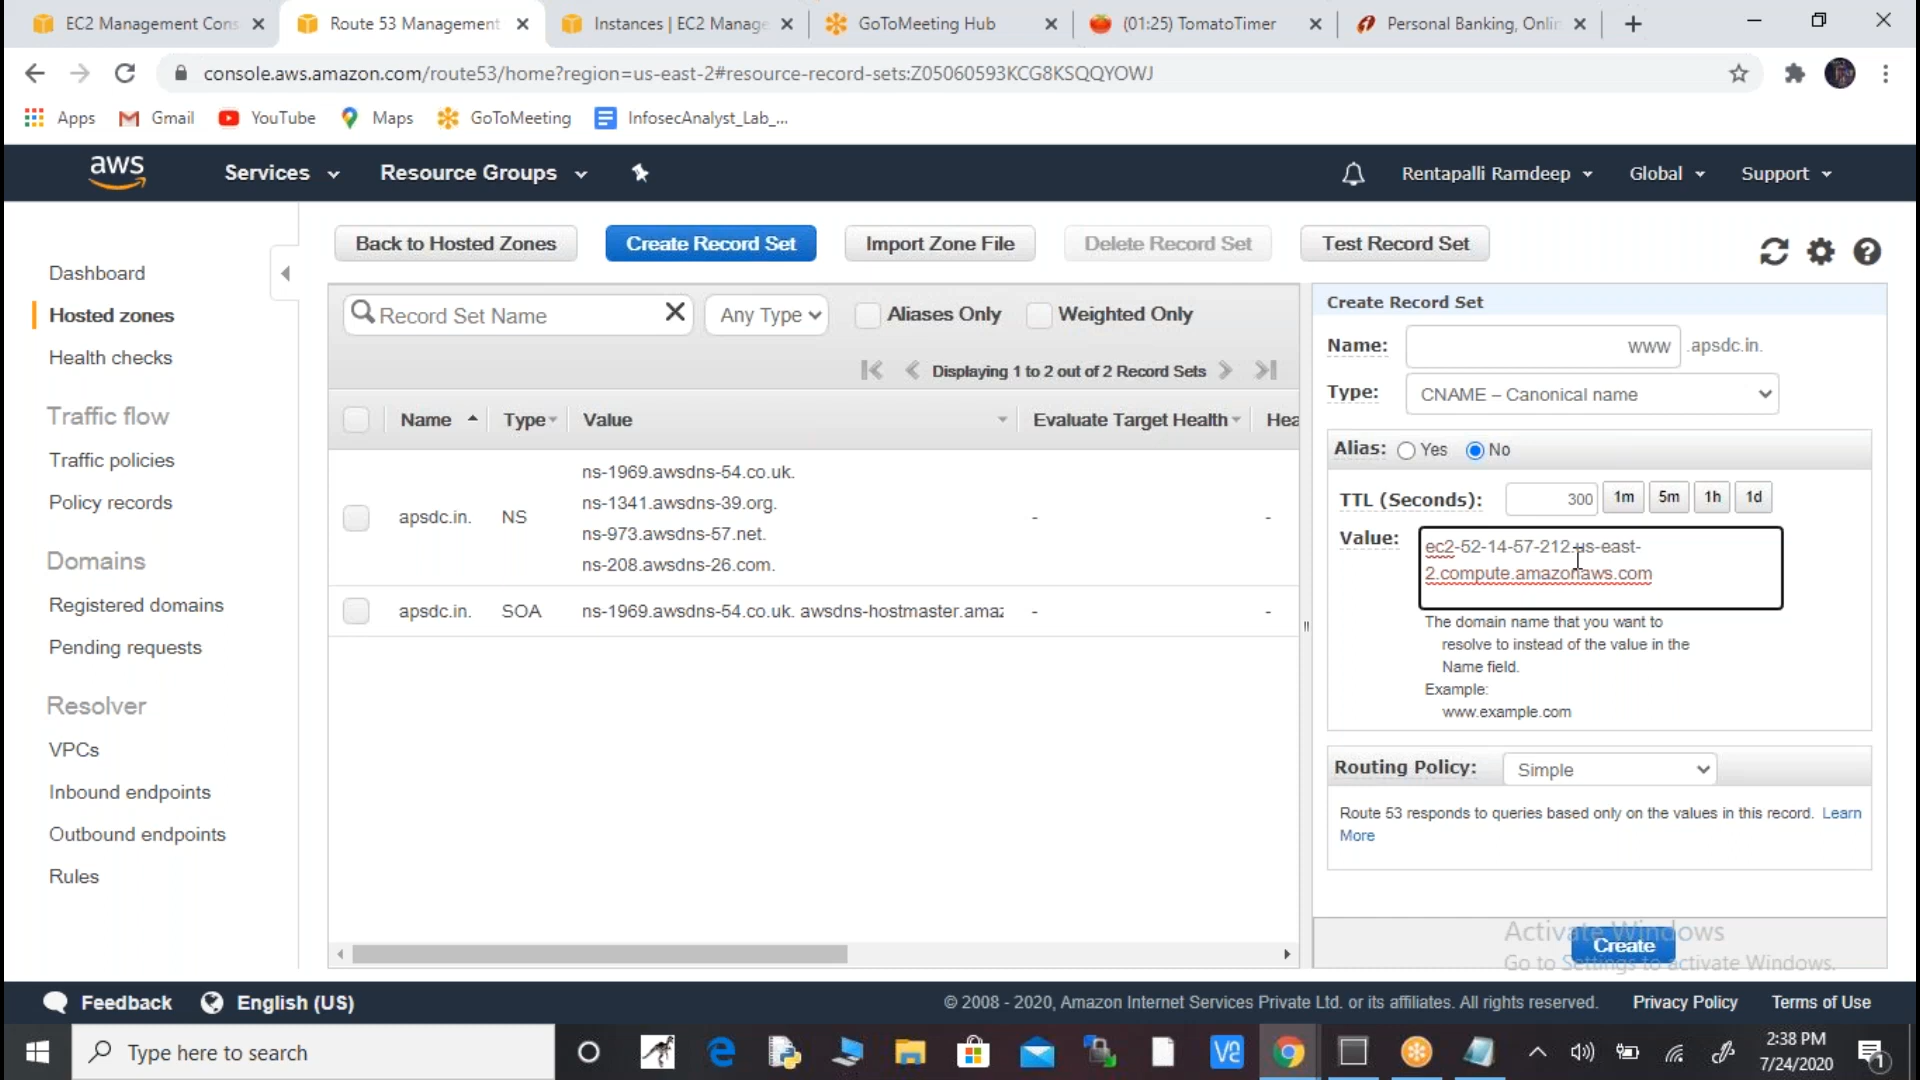 EC2 Management Cons
Route 53 Management
Instances | EC2 Manage
GoToMeeting Hub
(01:25) TomatoTimer
Personal Banking, Onlin
console.aws.amazon.com/route53/home?region=us-east-2#resource-record-sets:Z05060593KCG8KSQQYOWJ
Apps
Gmail
YouTube
Maps
GoToMeeting
InfosecAnalyst_Lab_...
aws
Services
Resource Groups
Rentapalli Ramdeep
Global
Support
Dashboard
Hosted zones
Health checks
Traffic flow
Traffic policies
Policy records
Domains
Registered domains
Pending requests
Resolver
VPCs
Inbound endpoints
Outbound endpoints
Rules
Back to Hosted Zones
Create Record Set
Import Zone File
Delete Record Set
Test Record Set
Record Set Name
Any Type
Aliases Only
Weighted Only
Displaying 1 to 2 out of 2 Record Sets
Name Type Value Evaluate Target Health Hea
apsdc.in. NS
ns-1969.awsdns-54.co.uk.
ns-1341.awsdns-39.org.
ns-973.awsdns-57.net.
ns-208.awsdns-26.com.
- -
apsdc.in. SOA ns-1969.awsdns-54.co.uk. awsdns-hostmaster.amaz - -
Create Record Set
Name: www .apsdc.in.
Type: CNAME – Canonical name
Alias: Yes No
TTL (Seconds): 300 1m 5m 1h 1d
Value: ec2-52-14-57-212.us-east-
2.compute.amazonaws.com
The domain name that you want to
resolve to instead of the value in the
Name field.
Example:
www.example.com
Routing Policy: Simple
Route 53 responds to queries based only on the values in this record. Learn
More
Activate Windows
Create
Go to Settings to activate Windows.
Feedback
English (US)
© 2008 - 2020, Amazon Internet Services Private Ltd. or its affiliates. All rights reserved.
Privacy Policy
Terms of Use
Type here to search
2:38 PM
7/24/2020
1